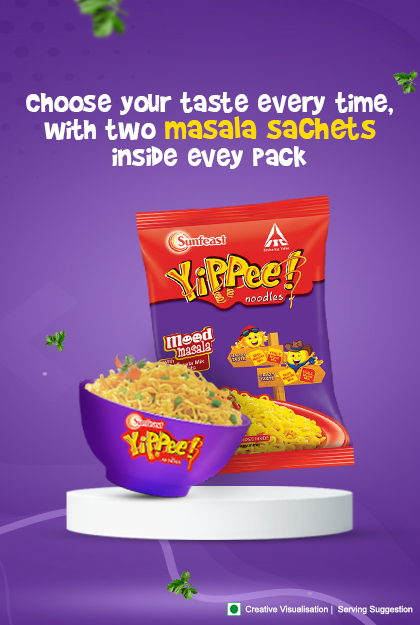 Choose your taste every time,
with two masala sachets
inside evey pack
Sunfeast
ITC
YiPPee!
noodles
mood
masala
Sunfeast
YiPPee!
noodles
Creative Visualisation | Serving Suggestion